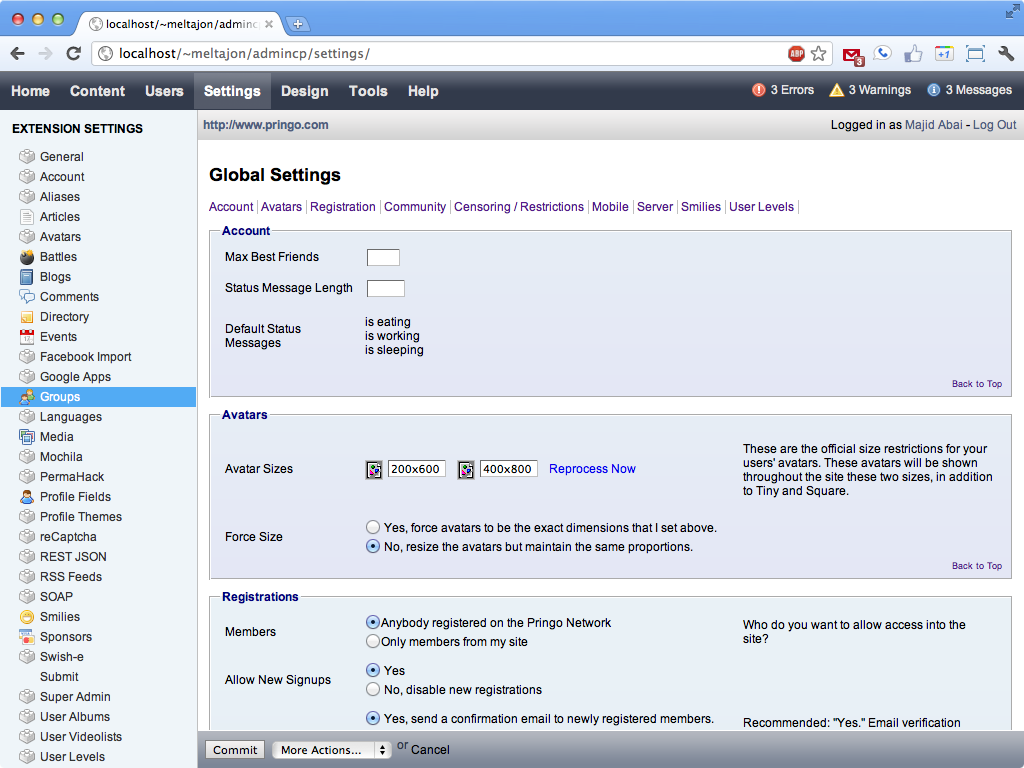 localhost/~meltajon/adminc
localhost/~meltajon/admincp/settings/
ABP
3
+1
Home Content Users Settings Design Tools Help
3 Errors 3 Warnings 3 Messages
EXTENSION SETTINGS
General
Account
Aliases
Articles
Avatars
Battles
Blogs
Comments
Directory
Events
Facebook Import
Google Apps
Groups
Languages
Media
Mochila
PermaHack
Profile Fields
Profile Themes
reCaptcha
REST JSON
RSS Feeds
SOAP
Smilies
Sponsors
Swish-e
Submit
Super Admin
User Albums
User Videolists
User Levels
http://www.pringo.com
Logged in as Majid Abai - Log Out
Global Settings
Account Avatars Registration Community Censoring / Restrictions Mobile Server Smilies User Levels
Account
Max Best Friends
Status Message Length
Default Status
Messages
is eating
is working
is sleeping
Back to Top
Avatars
Avatar Sizes
200x600 400x800 Reprocess Now
These are the official size restrictions for your
users' avatars. These avatars will be shown
throughout the site these two sizes, in addition
to Tiny and Square.
Force Size
Yes, force avatars to be the exact dimensions that I set above.
No, resize the avatars but maintain the same proportions.
Back to Top
Registrations
Members
Anybody registered on the Pringo Network
Only members from my site
Who do you want to allow access into the
site?
Allow New Signups
Yes
No, disable new registrations
Yes, send a confirmation email to newly registered members.
Recommended: "Yes." Email verification
Commit More Actions... or Cancel